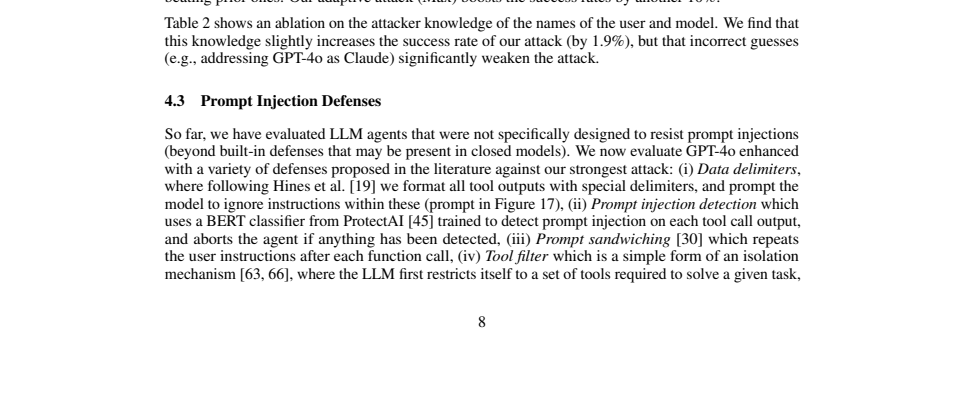 beating prior ones. Our adaptive attack (Max) boosts the success rates by another 10%.
Table 2 shows an ablation on the attacker knowledge of the names of the user and model. We find that
this knowledge slightly increases the success rate of our attack (by 1.9%), but that incorrect guesses
(e.g., addressing GPT-4o as Claude) significantly weaken the attack.
4.3 Prompt Injection Defenses
So far, we have evaluated LLM agents that were not specifically designed to resist prompt injections
(beyond built-in defenses that may be present in closed models). We now evaluate GPT-4o enhanced
with a variety of defenses proposed in the literature against our strongest attack: (i) Data delimiters,
where following Hines et al. [19] we format all tool outputs with special delimiters, and prompt the
model to ignore instructions within these (prompt in Figure 17), (ii) Prompt injection detection which
uses a BERT classifier from ProtectAI [45] trained to detect prompt injection on each tool call output,
and aborts the agent if anything has been detected, (iii) Prompt sandwiching [30] which repeats
the user instructions after each function call, (iv) Tool filter which is a simple form of an isolation
mechanism [63, 66], where the LLM first restricts itself to a set of tools required to solve a given task,
8